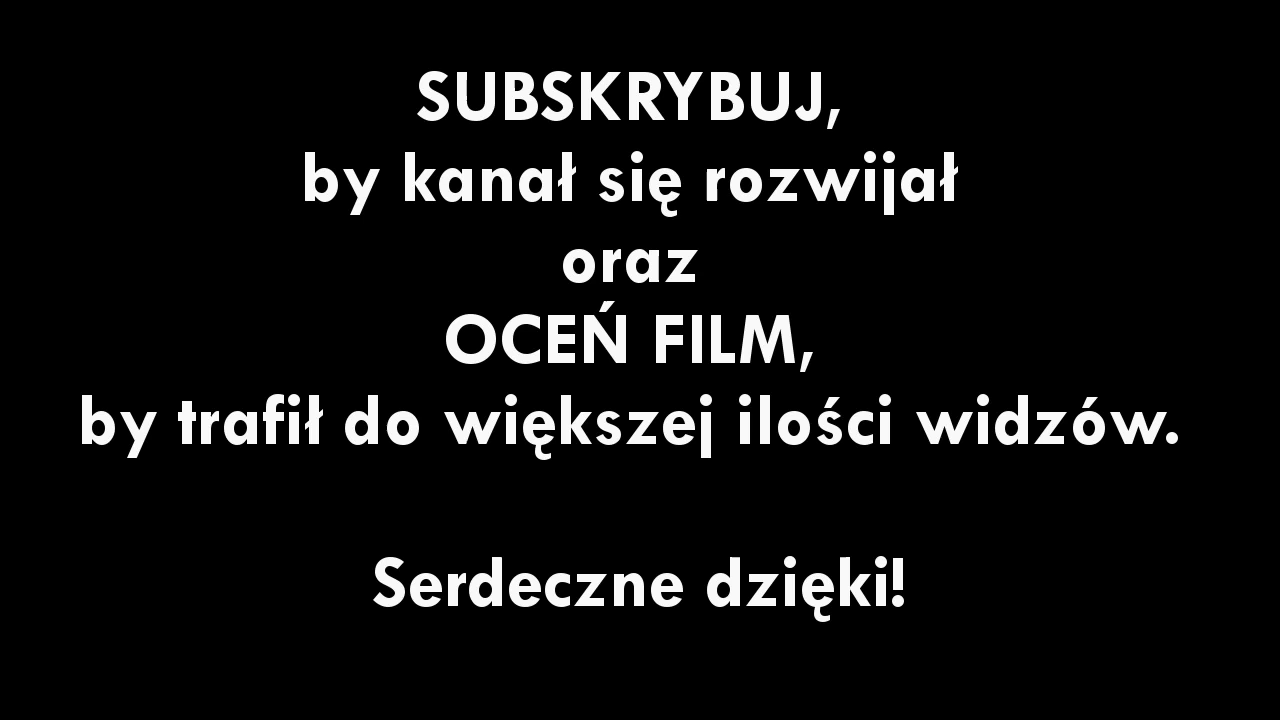 SUBSKRYBUJ,
by kanał się rozwijał
oraz
OCEŃ FILM,
by trafił do większej ilości widzów.
Serdeczne dzięki!